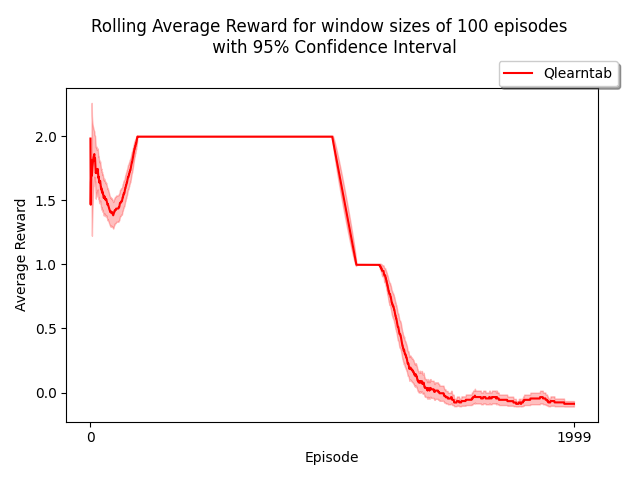 Rolling Average Reward for window sizes of 100 episodes
with 95% Confidence Interval
Qlearntab
2.0
1.5
1.0
0.5
0.0
Average Reward
0
1999
Episode